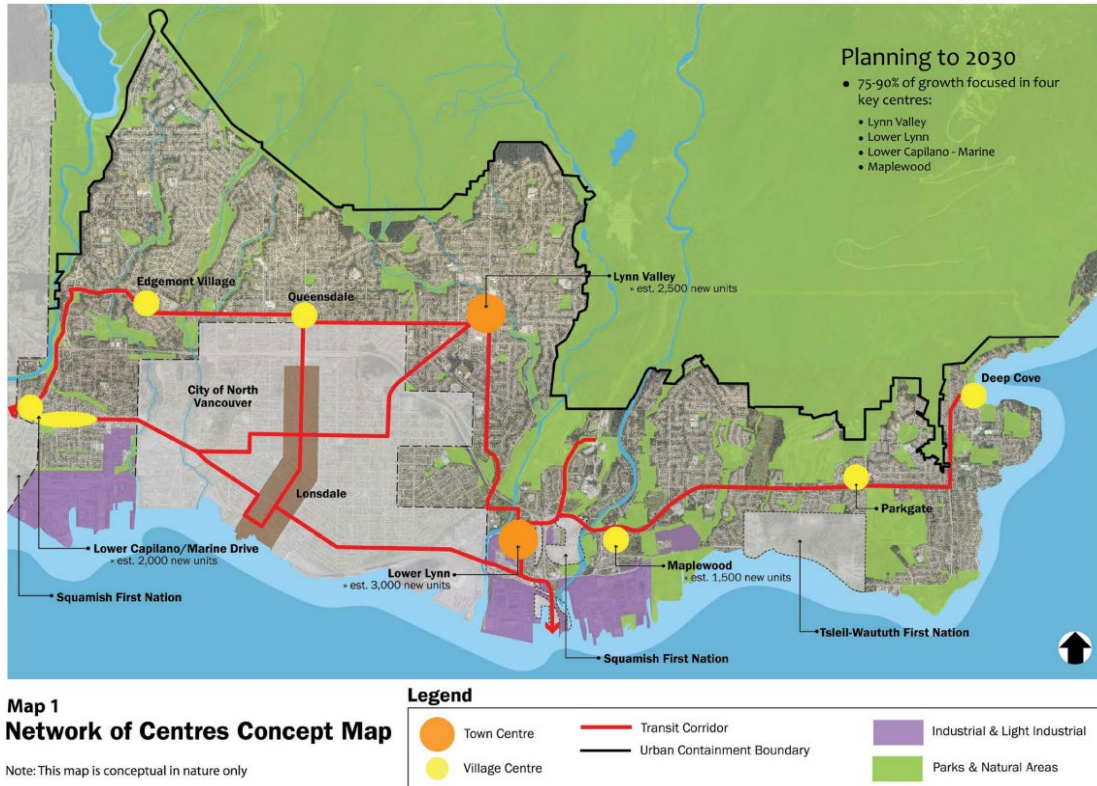 Planning to 2030
• 75-90% of growth focused in four
key centres:
• Lynn Valley
• Lower Lynn
• Lower Capilano - Marine
• Maplewood
Edgemont Village
Queensdale
Lynn Valley
» est. 2,500 new units
Deep Cove
City of North
Vancouver
Lonsdale
Parkgate
Lower Capilano/Marine Drive
» est. 2,000 new units
Lower Lynn
» est. 3,000 new units
Maplewood
» est. 1,500 new units
Squamish First Nation
Tsleil-Waututh First Nation
Squamish First Nation
Map 1
Network of Centres Concept Map
Note: This map is conceptual in nature only
Legend
Town Centre
Village Centre
Transit Corridor
Urban Containment Boundary
Industrial & Light Industrial
Parks & Natural Areas